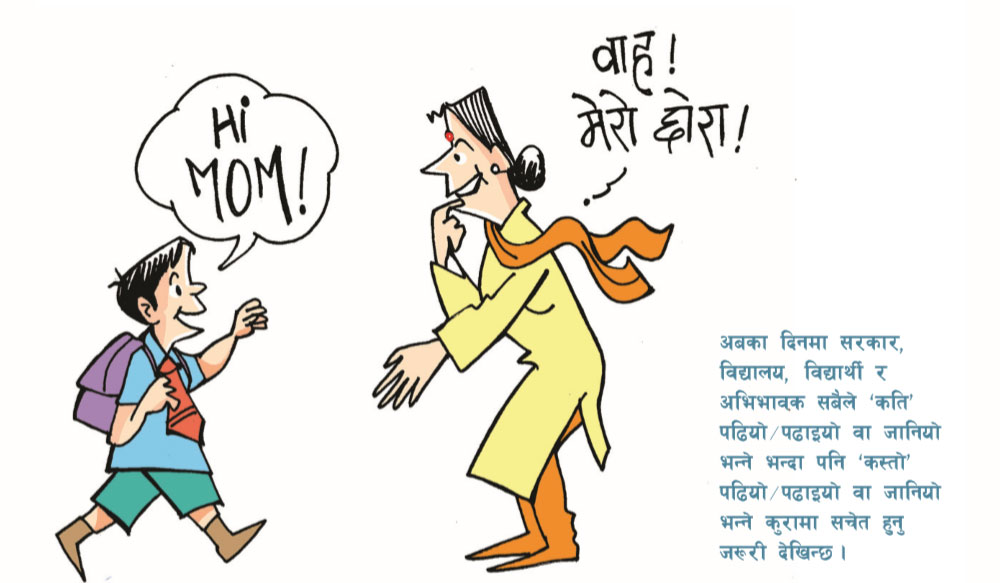 HI
MOM!
वाह!
मेरो छोरा!
अबका दिनमा सरकार,
विद्यालय, विद्यार्थी र
अभिभावक सबैले ‘कति’
पढियो/पढाइयो वा जानियो
भन्ने भन्दा पनि ‘कस्तो’
पढियो/पढाइयो वा जानियो
भन्ने कुरामा सचेत हुनु
जरूरी देखिन्छ।